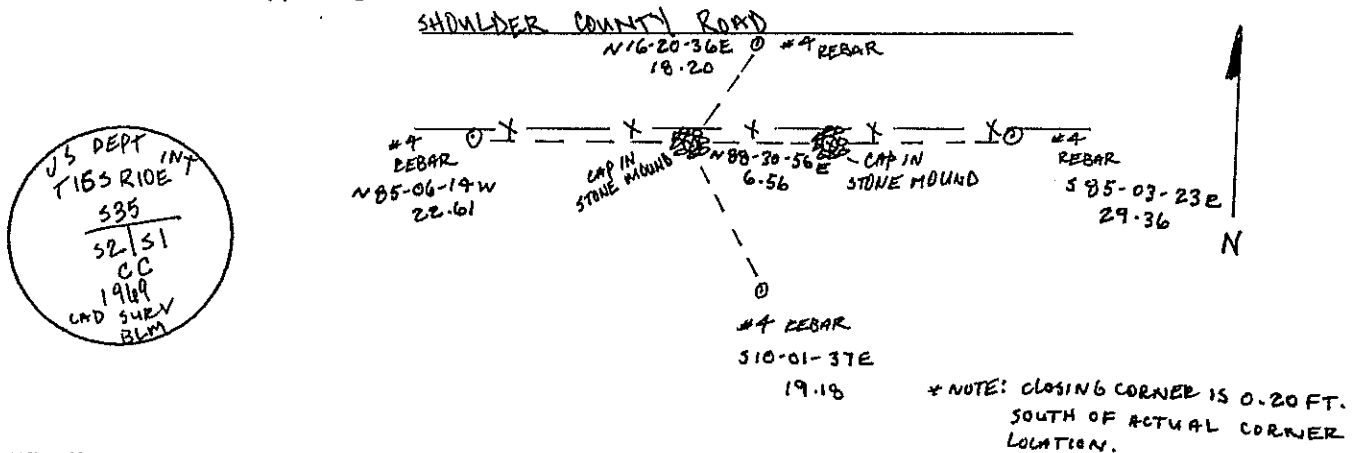 SHOULDER COUNTY ROAD
N16-20-36E
18.20
#4 REBAR
#4
REBAR
N85-06-14W
22.61
CAP IN
STONE MOUND
N88-30-56E
6.56
CAP IN
STONE MOUND
#4
REBAR
S85-03-23E
29.36
N
US DEPT INT
T18S R10E
S35
S2 S1
CC
1969
CAD SURV
BLM
#4 REBAR
S10-01-37E
19.18
* NOTE: CLOSING CORNER IS 0.20 FT.
SOUTH OF ACTUAL CORNER
LOCATION.